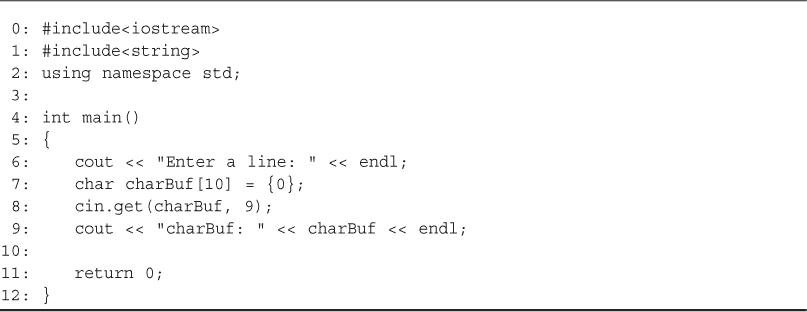 0: #include<iostream>
1: #include<string>
2: using namespace std;
3:
4: int main()
5: {
6:    cout << "Enter a line: " << endl;
7:    char charBuf[10] = {0};
8:    cin.get(charBuf, 9);
9:    cout << "charBuf: " << charBuf << endl;
10:
11:    return 0;
12: }